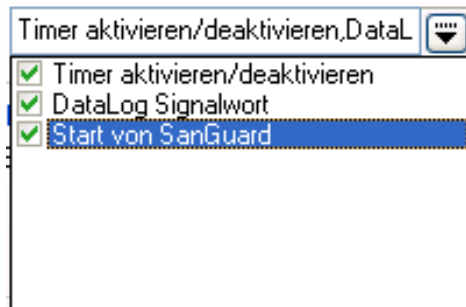 Timer aktivieren/deaktivieren,DataL
Timer aktivieren/deaktivieren
DataLog Signalwort
Start von SanGuard